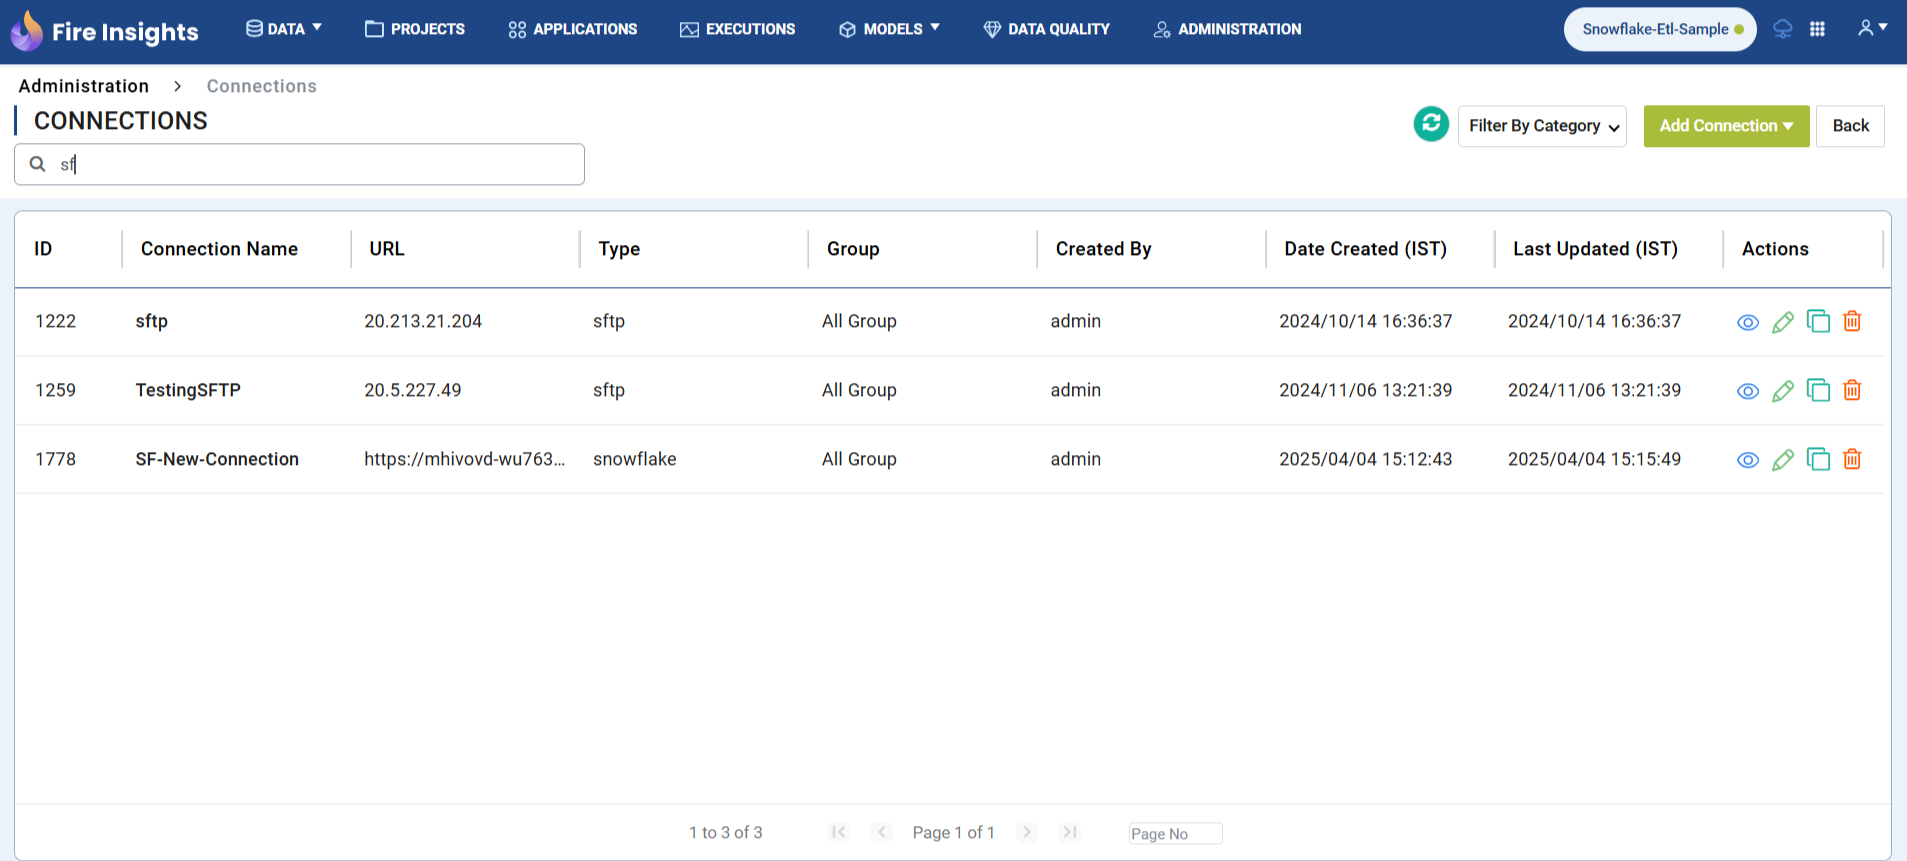 Fire Insights DATA PROJECTS APPLICATIONS EXECUTIONS MODELS DATA QUALITY ADMINISTRATION Snowflake-Etl-Sample
Administration > Connections
CONNECTIONS
Filter By Category Add Connection Back
sf
ID Connection Name URL Type Group Created By Date Created (IST) Last Updated (IST) Actions
1222 sftp 20.213.21.204 sftp All Group admin 2024/10/14 16:36:37 2024/10/14 16:36:37
1259 TestingSFTP 20.5.227.49 sftp All Group admin 2024/11/06 13:21:39 2024/11/06 13:21:39
1778 SF-New-Connection https://mhivovd-wu763... snowflake All Group admin 2025/04/04 15:12:43 2025/04/04 15:15:49
1 to 3 of 3 Page 1 of 1 Page No